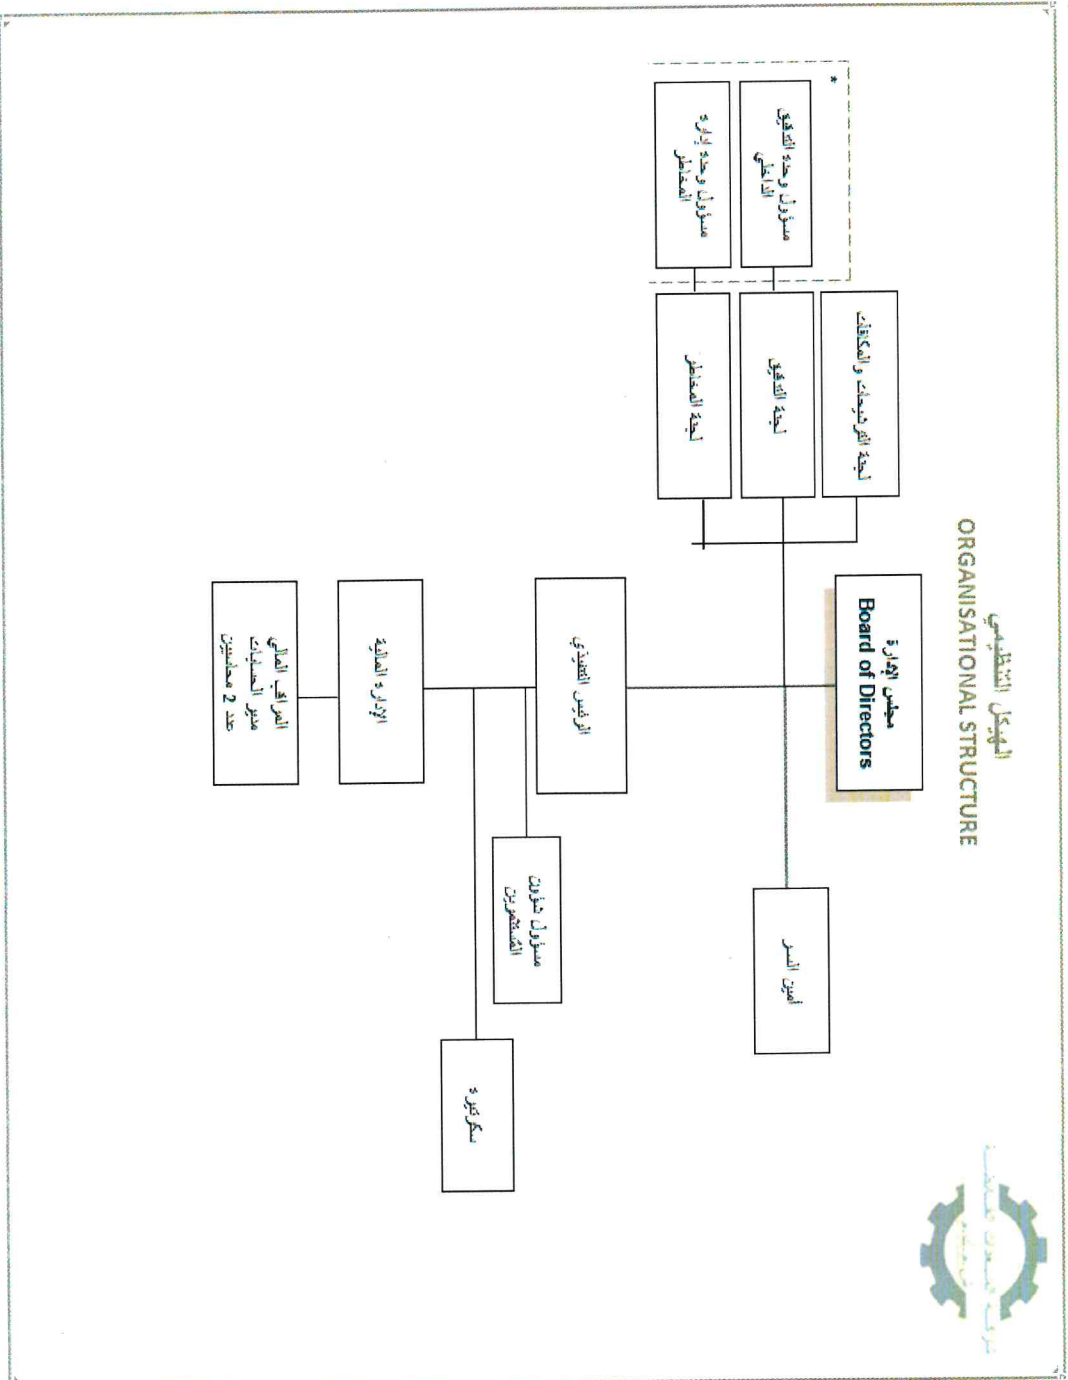 الهيكل التنظيمي
ORGANISATIONAL STRUCTURE
مجلس الإدارة
Board of Directors
أمين السر
لجنة الترشيحات والمكافآت
لجنة التدقيق
لجنة المخاطر
*
مسؤول وحدة التدقيق
الداخلي
مسؤول وحدة إدارة
المخاطر
الرئيس التنفيذي
مسؤول شؤون
المستثمرين
سكرتيرة
الإدارة المالية
المراقب المالي
مدير الحسابات
عدد 2 محاسبين